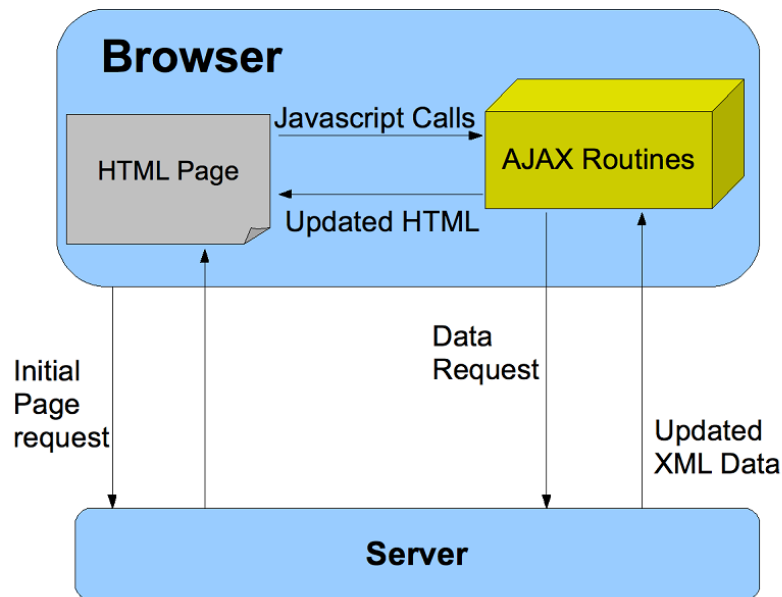 Browser
Javascript Calls
HTML Page
AJAX Routines
Updated HTML
Initial
Page
request
Data
Request
Updated
XML Data
Server